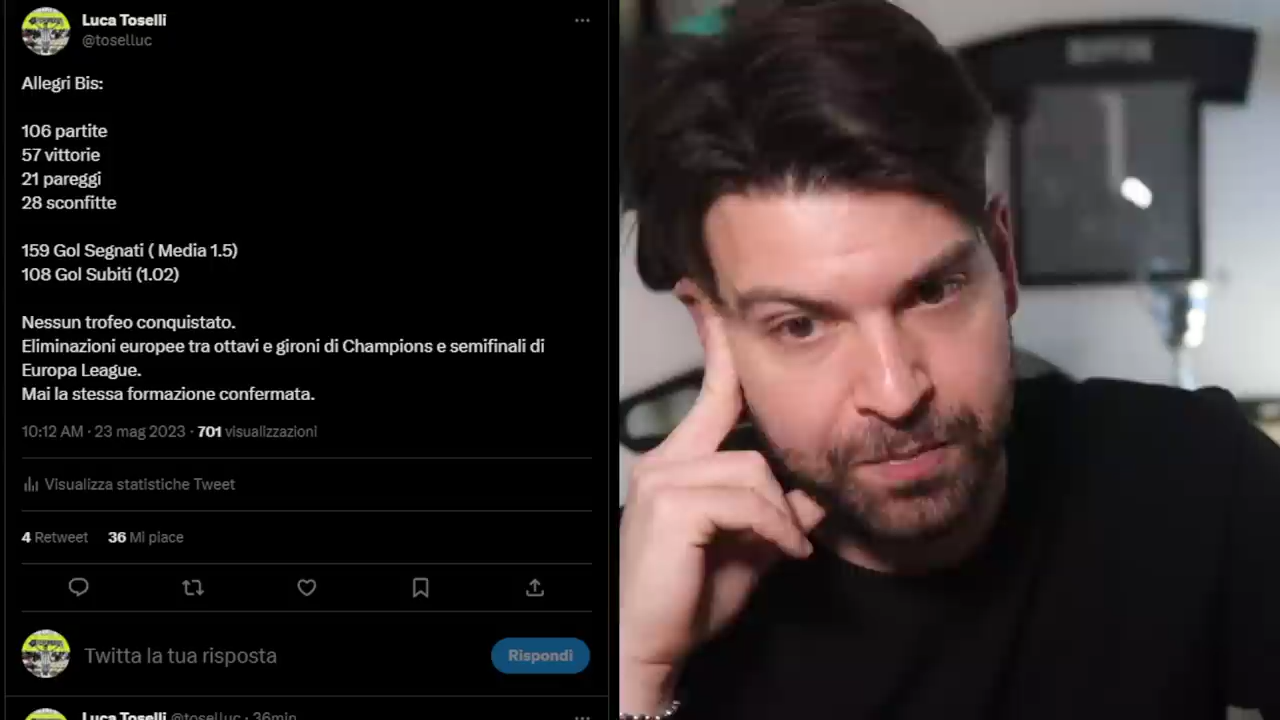 Luca Toselli
@toselluc
Allegri Bis:
106 partite
57 vittorie
21 pareggi
28 sconfitte
159 Gol Segnati ( Media 1.5)
108 Gol Subiti (1.02)
Nessun trofeo conquistato.
Eliminazioni europee tra ottavi e gironi di Champions e semifinali di
Europa League.
Mai la stessa formazione confermata.
10:12 AM · 23 mag 2023 · 701 visualizzazioni
Visualizza statistiche Tweet
4 Retweet 36 Mi piace
Twitta la tua risposta
Rispondi
Luca Toselli @toselluc · 36min